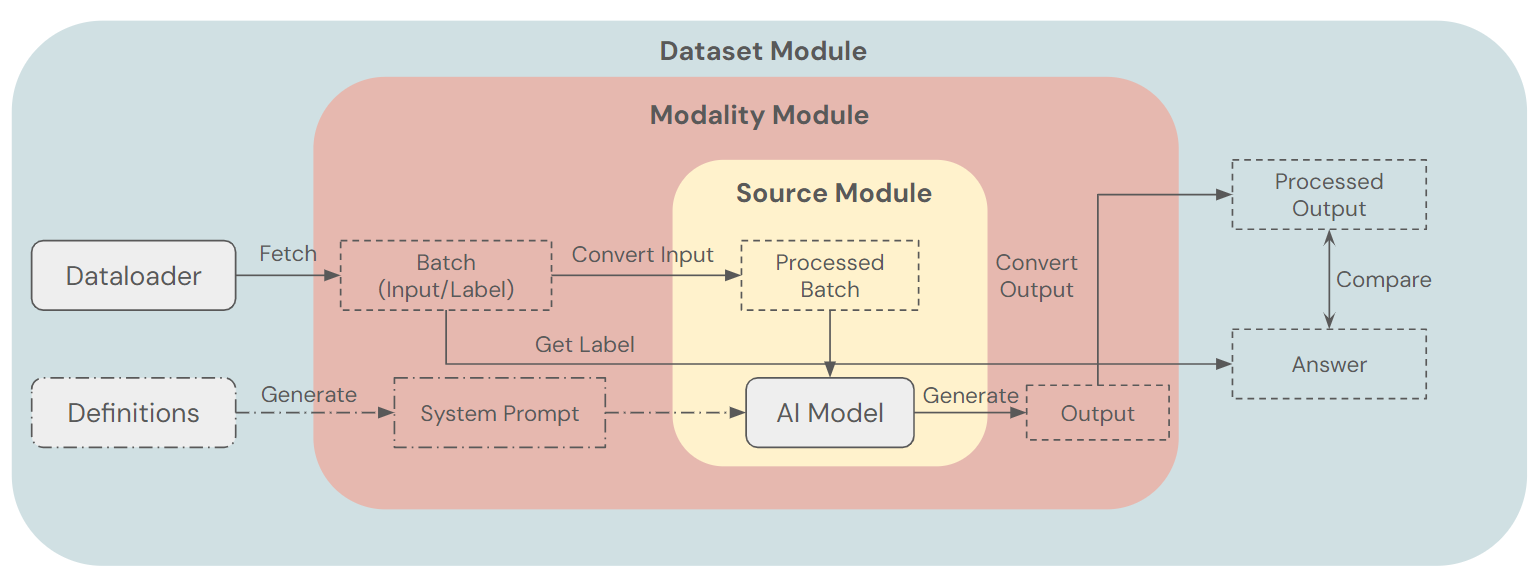 Dataset Module
Modality Module
Source Module
Dataloader
Fetch
Batch
(Input/Label)
Convert Input
Processed
Batch
Convert
Output
Processed
Output
Compare
Get Label
Answer
Definitions
Generate
System Prompt
AI Model
Generate
Output